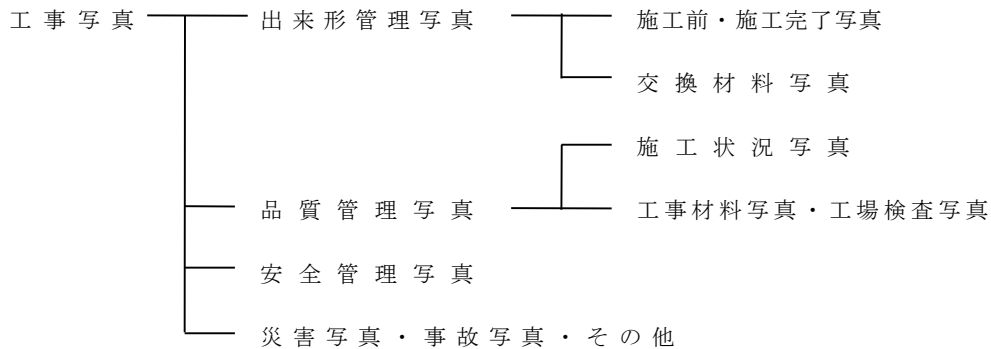 工事写真 出来形管理写真 施工前・施工完了写真
交換材料写真
施工状況写真
品質管理写真 工事材料写真・工場検査写真
安全管理写真
災害写真・事故写真・その他